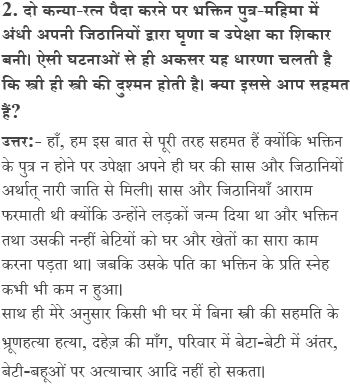 2. दो कन्या-रत्न पैदा करने पर भक्तिन पुत्र-महिमा में
अंधी अपनी जिठानियों द्वारा घृणा व उपेक्षा का शिकार
बनी। ऐसी घटनाओं से ही अकसर यह धारणा चलती है
कि स्त्री ही स्त्री की दुश्मन होती है। क्या इससे आप सहमत
हैं?
उत्तर:- हाँ, हम इस बात से पूरी तरह सहमत हैं क्योंकि भक्तिन
के पुत्र न होने पर उपेक्षा अपने ही घर की सास और जिठानियों
अर्थात् नारी जाति से मिली। सास और जिठानियाँ आराम
फरमाती थी क्योंकि उन्होंने लड़कों जन्म दिया था और भक्तिन
तथा उसकी नन्हीं बेटियों को घर और खेतों का सारा काम
करना पड़ता था। जबकि उसके पति का भक्तिन के प्रति स्नेह
कभी भी कम न हुआ।
साथ ही मेरे अनुसार किसी भी घर में बिना स्त्री की सहमति के
भ्रूणहत्या हत्या, दहेज़ की माँग, परिवार में बेटा-बेटी में अंतर,
बेटी-बहूओं पर अत्याचार आदि नहीं हो सकता।